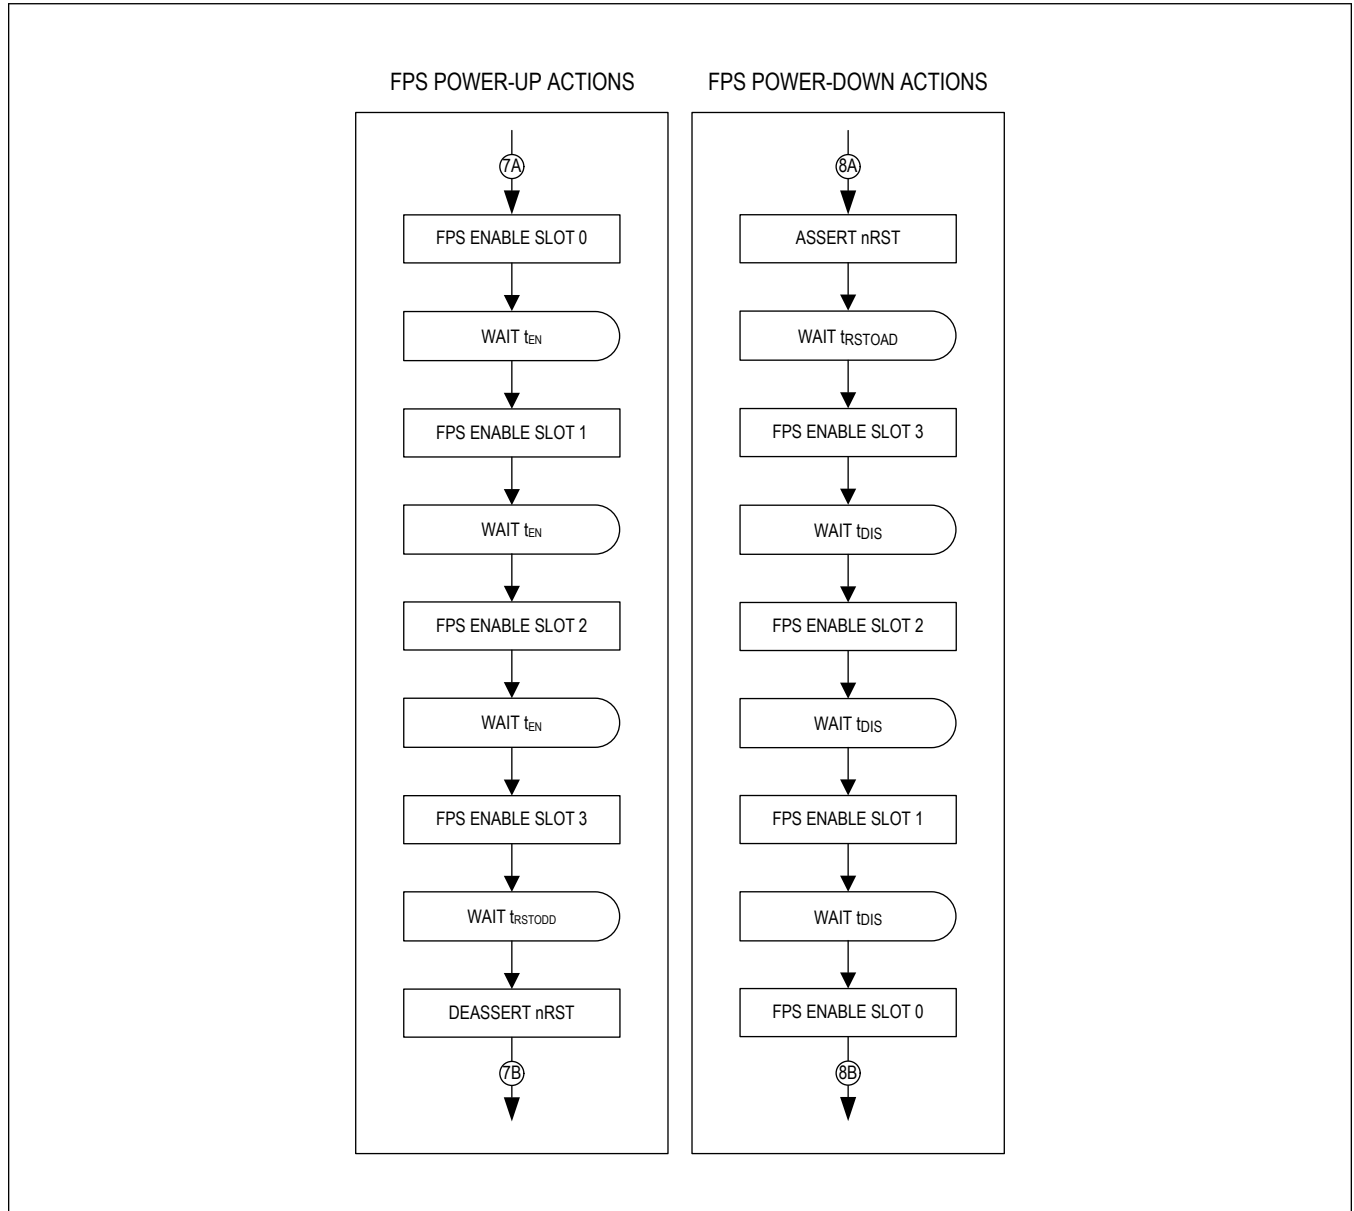 FPS POWER-UP ACTIONS
7A
FPS ENABLE SLOT 0
WAIT tEN
FPS ENABLE SLOT 1
WAIT tEN
FPS ENABLE SLOT 2
WAIT tEN
FPS ENABLE SLOT 3
WAIT tRSTODD
DEASSERT nRST
7B
FPS POWER-DOWN ACTIONS
8A
ASSERT nRST
WAIT tRSTOAD
FPS ENABLE SLOT 3
WAIT tDIS
FPS ENABLE SLOT 2
WAIT tDIS
FPS ENABLE SLOT 1
WAIT tDIS
FPS ENABLE SLOT 0
8B